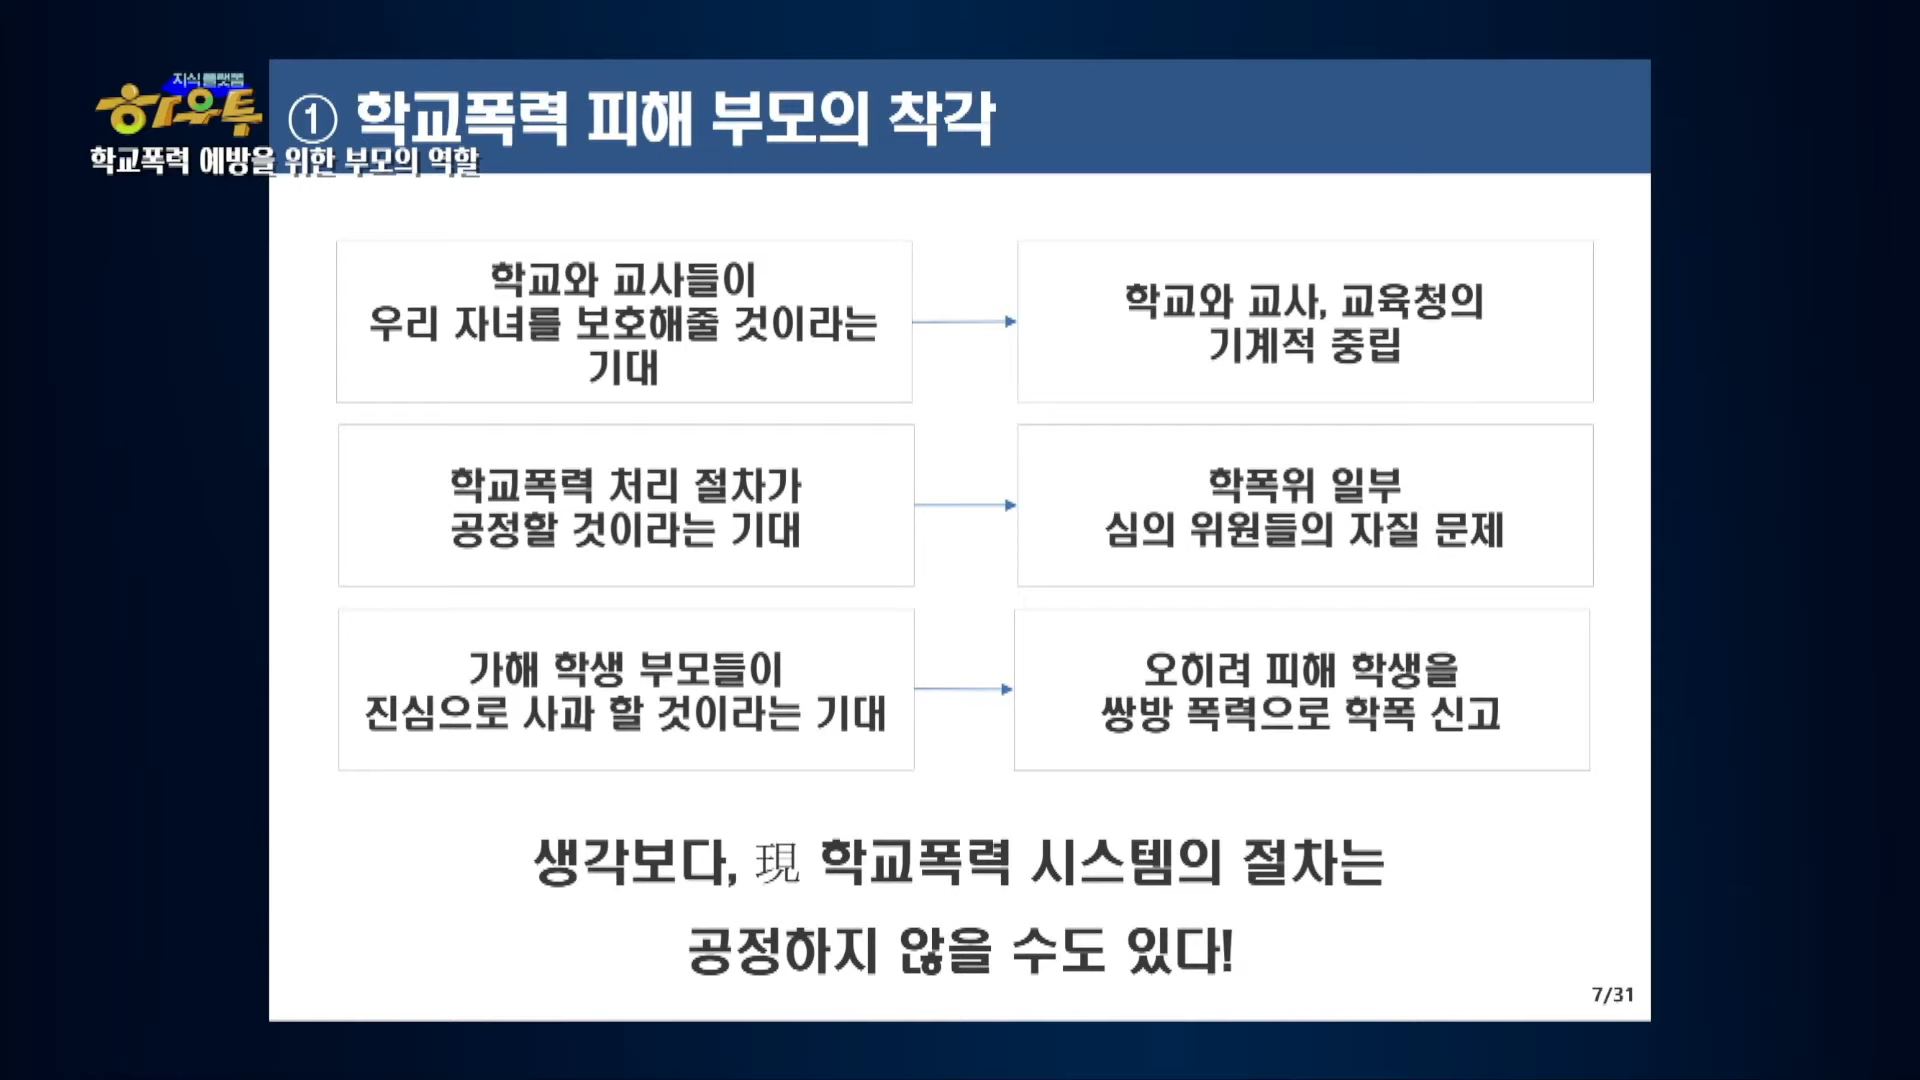 지식 플랫폼
하우투
학교폭력 예방을 위한 부모의 역할
① 학교폭력 피해 부모의 착각
학교와 교사들이
우리 자녀를 보호해줄 것이라는
기대
학교와 교사, 교육청의
기계적 중립
학교폭력 처리 절차가
공정할 것이라는 기대
학폭위 일부
심의 위원들의 자질 문제
가해 학생 부모들이
진심으로 사과 할 것이라는 기대
오히려 피해 학생을
쌍방 폭력으로 학폭 신고
생각보다, 現 학교폭력 시스템의 절차는
공정하지 않을 수도 있다!
7/31